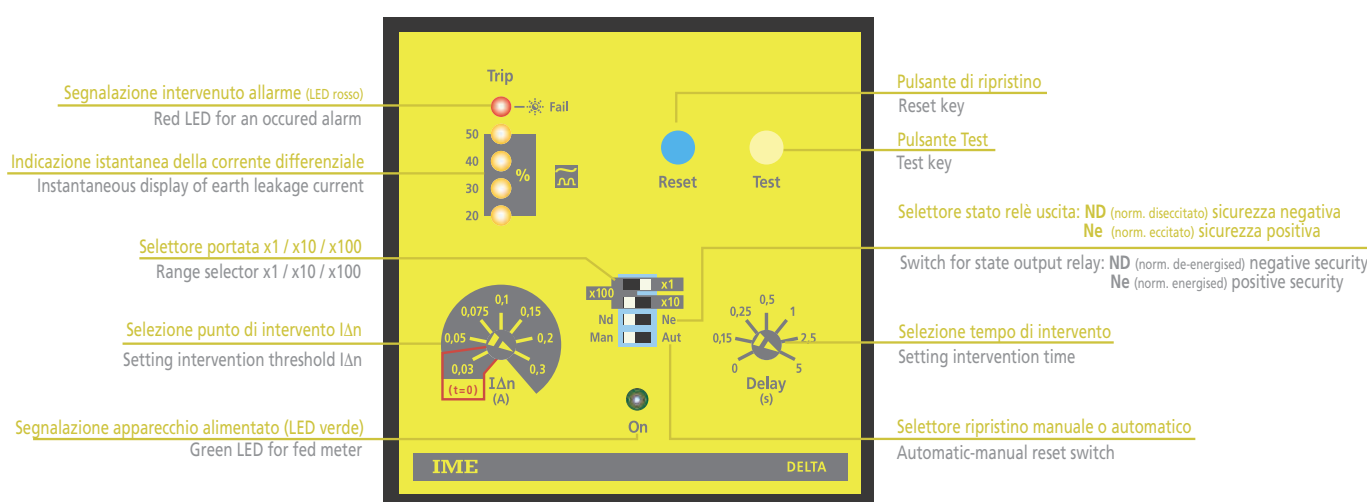 Segnalazione intervenuto allarme (LED rosso)
Red LED for an occured alarm
Indicazione istantanea della corrente differenziale
Instantaneous display of earth leakage current
Selettore portata x1 / x10 / x100
Range selector x1 / x10 / x100
Selezione punto di intervento IΔn
Setting intervention threshold IΔn
Segnalazione apparecchio alimentato (LED verde)
Green LED for fed meter
Trip
Fail
50
40
30
20
%
Reset
Test
x100
x1
x10
Nd
Ne
Man
Aut
0,03
0,05
0,075
0,1
0,15
0,2
0,3
(t=0)
IΔn
(A)
0
0,15
0,25
0,5
1
2,5
5
Delay
(s)
On
IME
DELTA
Pulsante di ripristino
Reset key
Pulsante Test
Test key
Selettore stato relè uscita: ND (norm. diseccitato) sicurezza negativa
Ne (norm. eccitato) sicurezza positiva
Switch for state output relay: ND (norm. de-energised) negative security
Ne (norm. energised) positive security
Selezione tempo di intervento
Setting intervention time
Selettore ripristino manuale o automatico
Automatic-manual reset switch